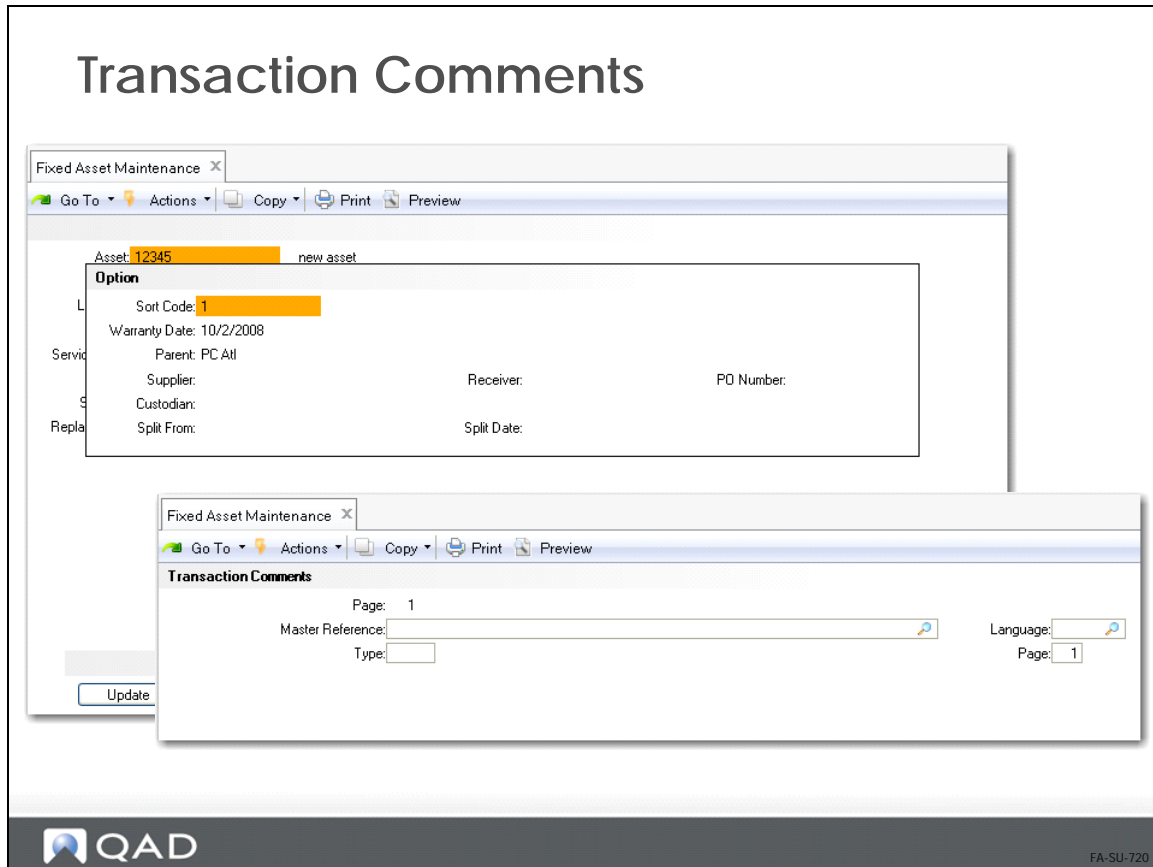 Transaction Comments
Fixed Asset Maintenance
Go To Actions Copy Print Preview
Asset: 12345 new asset
Option
L Sort Code: 1
Warranty Date: 10/2/2008
Servic Parent: PC Atl
Supplier: Receiver: PO Number:
S Custodian:
Repla Split From: Split Date:
Fixed Asset Maintenance
Go To Actions Copy Print Preview
Transaction Comments
Page: 1
Master Reference: Language:
Type: Page: 1
Update
QAD
FA-SU-720